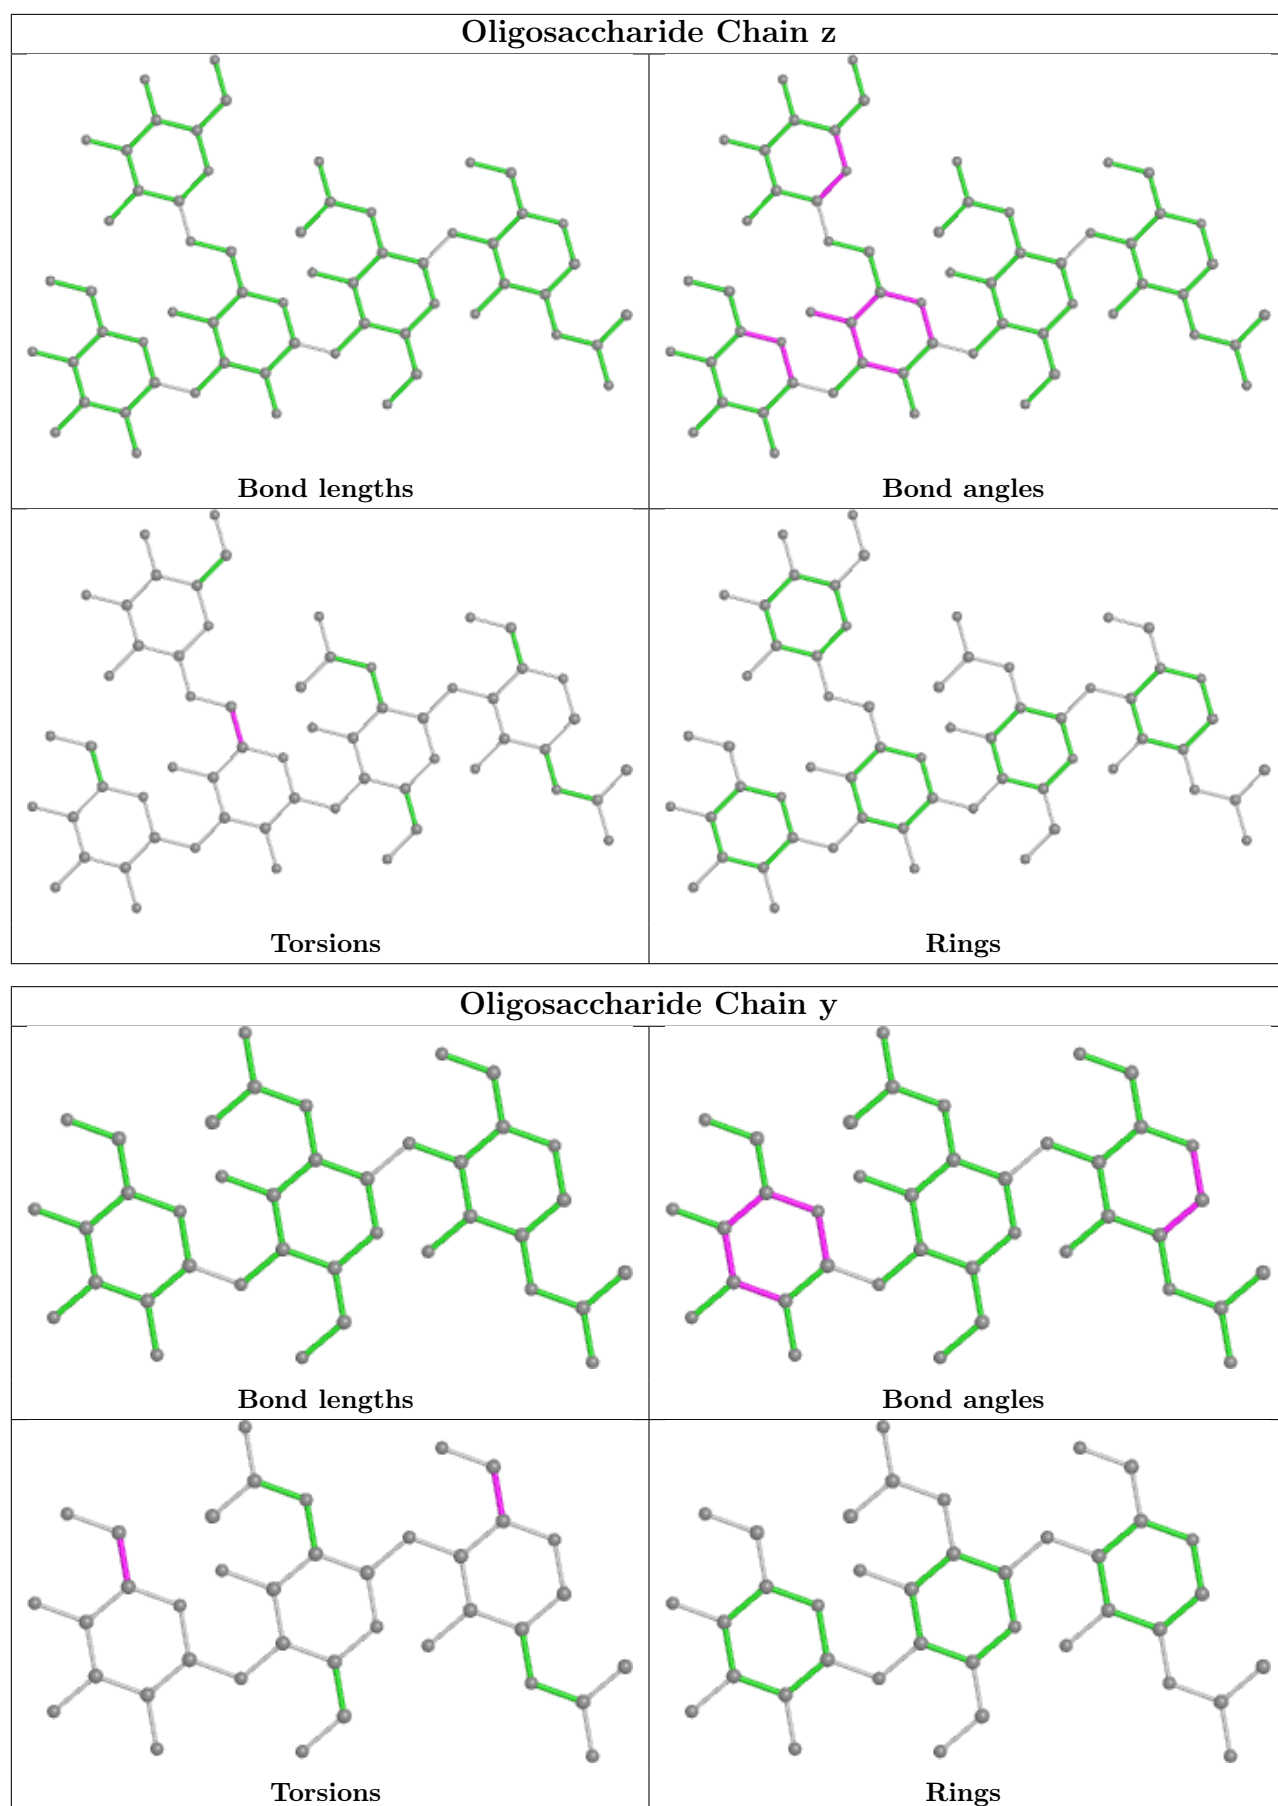 Oligosaccharide Chain z
Bond lengths
Bond angles
Torsions
Rings
Oligosaccharide Chain y
Bond lengths
Bond angles
Torsions
Rings